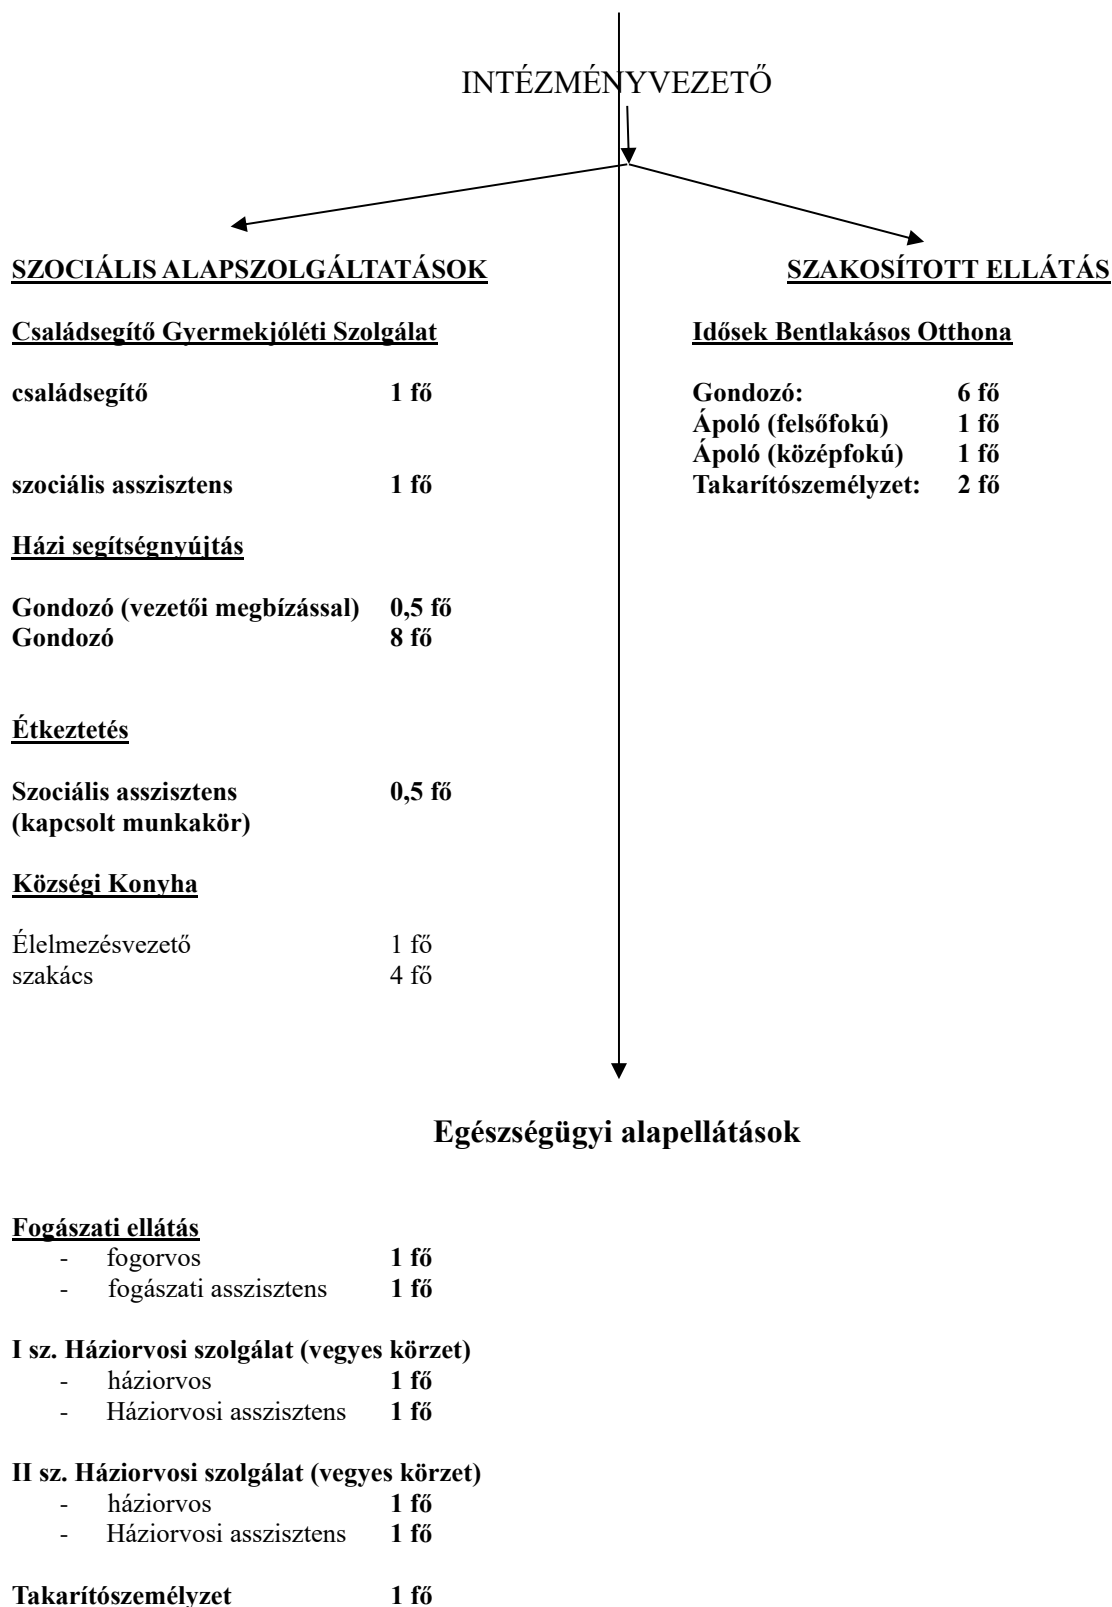 INTÉZMÉNYVEZETŐ
SZOCIÁLIS ALAPSZOLGÁLTATÁSOK
Családsegítő Gyermekjóléti Szolgálat
családsegítő 1 fő
szociális asszisztens 1 fő
Házi segítségnyújtás
Gondozó (vezetői megbízással) 0,5 fő
Gondozó 8 fő
Étkeztetés
Szociális asszisztens 0,5 fő
(kapcsolt munkakör)
Községi Konyha
Élelmezésvezető 1 fő
szakács 4 fő
SZAKOSÍTOTT ELLÁTÁS
Idősek Bentlakásos Otthona
Gondozó: 6 fő
Ápoló (felsőfokú) 1 fő
Ápoló (középfokú) 1 fő
Takarítószemélyzet: 2 fő
Egészségügyi alapellátások
Fogászati ellátás
- fogorvos 1 fő
- fogászati asszisztens 1 fő
I sz. Háziorvosi szolgálat (vegyes körzet)
- háziorvos 1 fő
- Háziorvosi asszisztens 1 fő
II sz. Háziorvosi szolgálat (vegyes körzet)
- háziorvos 1 fő
- Háziorvosi asszisztens 1 fő
Takarítószemélyzet 1 fő